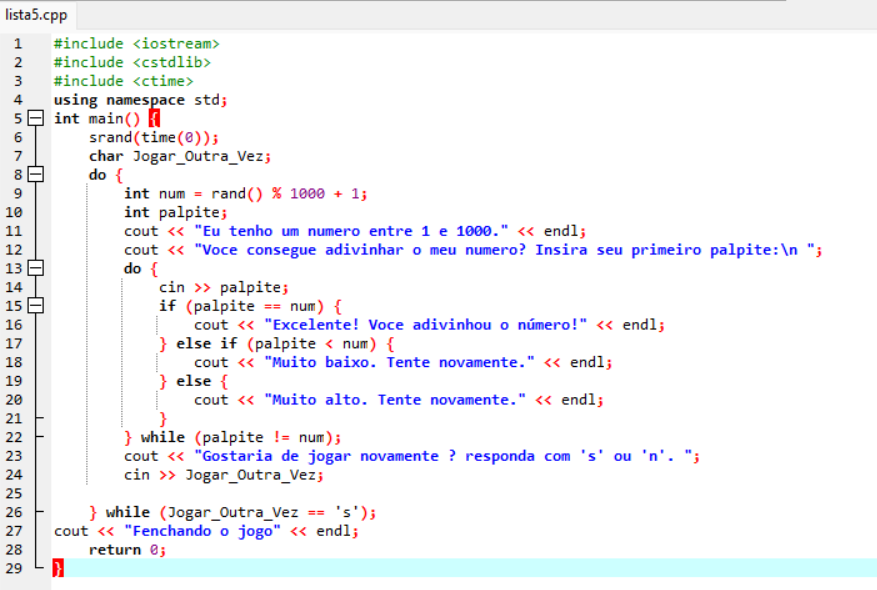 lista5.cpp
1 #include <iostream>
2 #include <cstdlib>
3 #include <ctime>
4 using namespace std;
5 int main() {
6 srand(time(0));
7 char Jogar_Outra_Vez;
8 do {
9 int num = rand() % 1000 + 1;
10 int palpite;
11 cout << "Eu tenho um numero entre 1 e 1000." << endl;
12 cout << "Voce consegue adivinhar o meu numero? Insira seu primeiro palpite:\n ";
13 do {
14 cin >> palpite;
15 if (palpite == num) {
16 cout << "Excelente! Voce adivinhou o número!" << endl;
17 } else if (palpite < num) {
18 cout << "Muito baixo. Tente novamente." << endl;
19 } else {
20 cout << "Muito alto. Tente novamente." << endl;
21 }
22 } while (palpite != num);
23 cout << "Gostaria de jogar novamente ? responda com 's' ou 'n'. ";
24 cin >> Jogar_Outra_Vez;
25
26 } while (Jogar_Outra_Vez == 's');
27 cout << "Fenchando o jogo" << endl;
28 return 0;
29 }